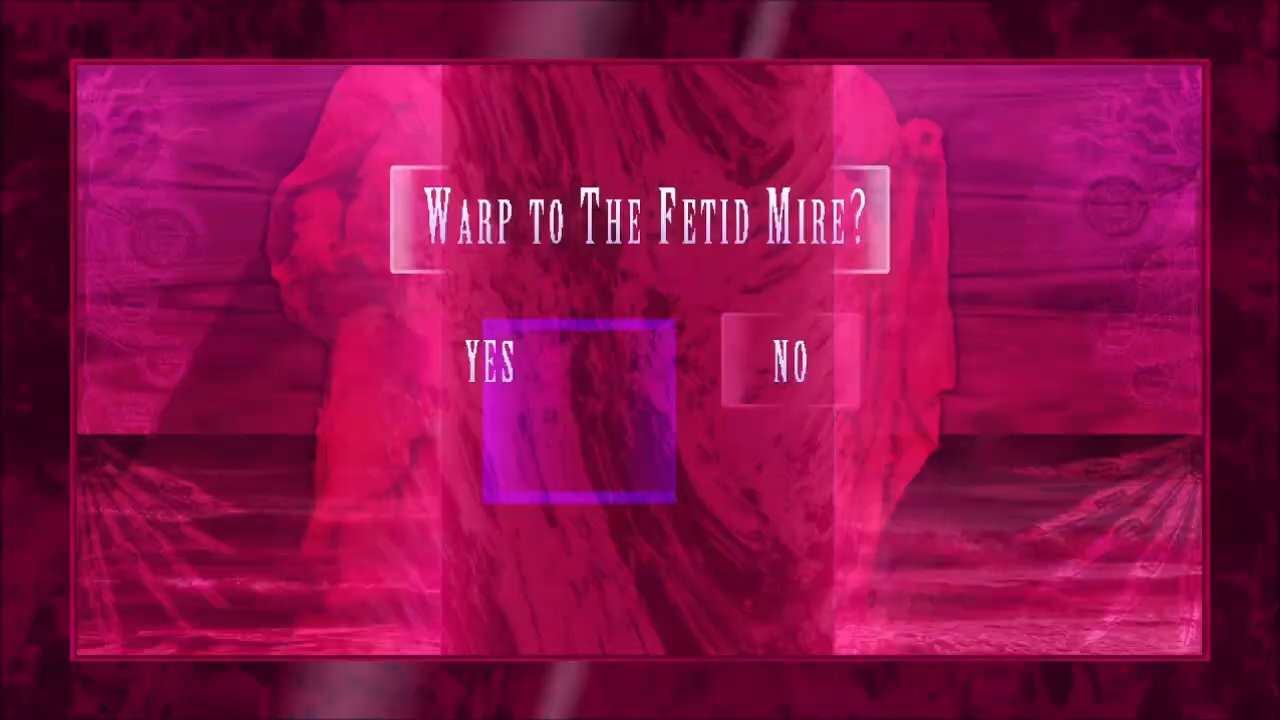 Warp to The Fetid Mire?
YES
NO